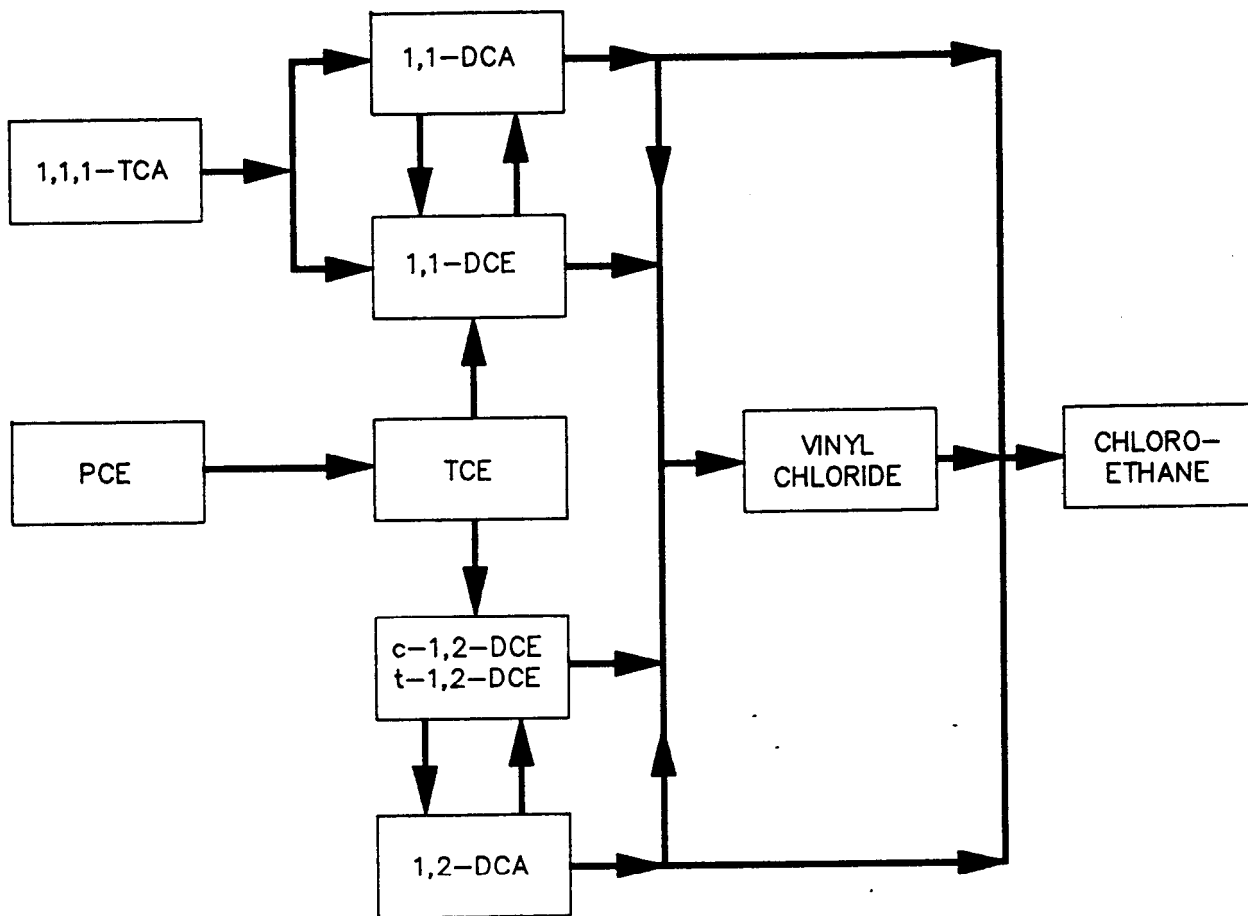 1,1-DCA
1,1,1-TCA
1,1-DCE
PCE
TCE
VINYL
CHLORIDE
CHLORO-
ETHANE
c-1,2-DCE
t-1,2-DCE
1,2-DCA